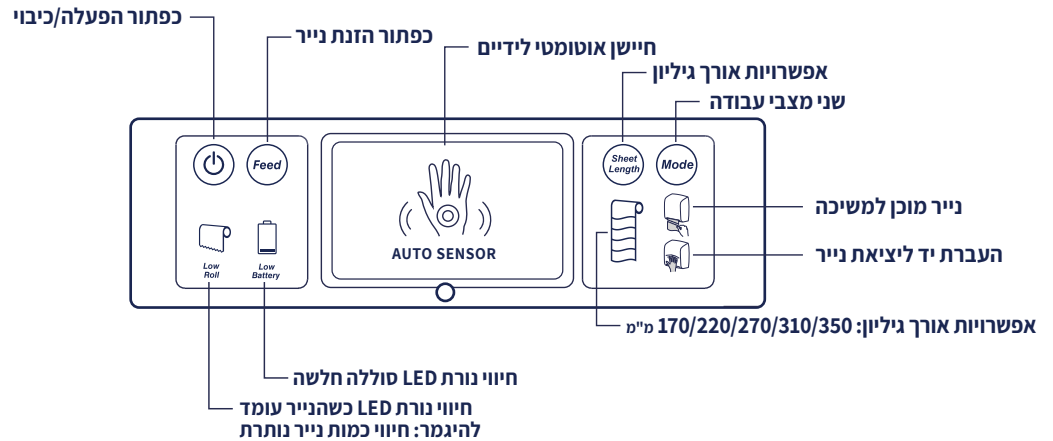 כפתור הפעלה/כיבוי
כפתור הזנת נייר
חיישן אוטומטי לידיים
אפשרויות אורך גיליון
שני מצבי עבודה
Feed
Sheet
Length
Mode
AUTO SENSOR
Low
Roll
Low
Battery
נייר מוכן למשיכה
העברת יד ליציאת נייר
אפשרויות אורך גיליון: 170/220/270/310/350 מ"מ
חיווי נורת LED סוללה חלשה
חיווי נורת LED כשהנייר עומד
להיגמר: חיווי כמות נייר נותרת